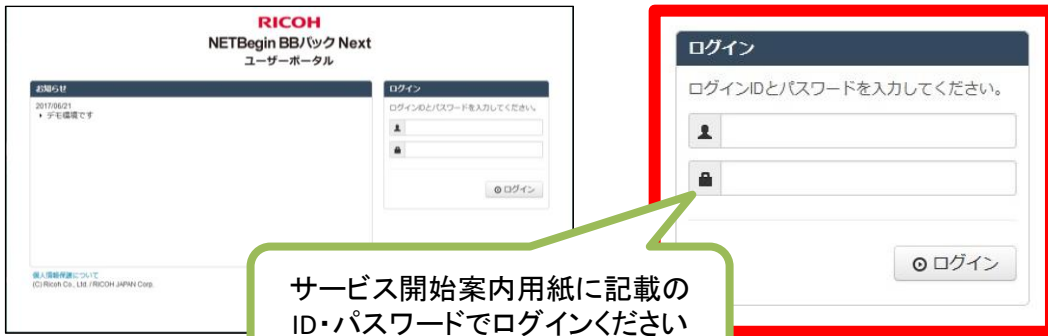 RICOH
NETBegin BBパック Next
ユーザーポータル
お知らせ
2017/06/21
デモ環境です
ログイン
ログインIDとパスワードを入力してください。
ログイン
個人情報保護について
(C) Ricoh Co., Ltd. / RICOH JAPAN Corp.
ログイン
ログインIDとパスワードを入力してください。
ログイン
サービス開始案内用紙に記載の
ID・パスワードでログインください